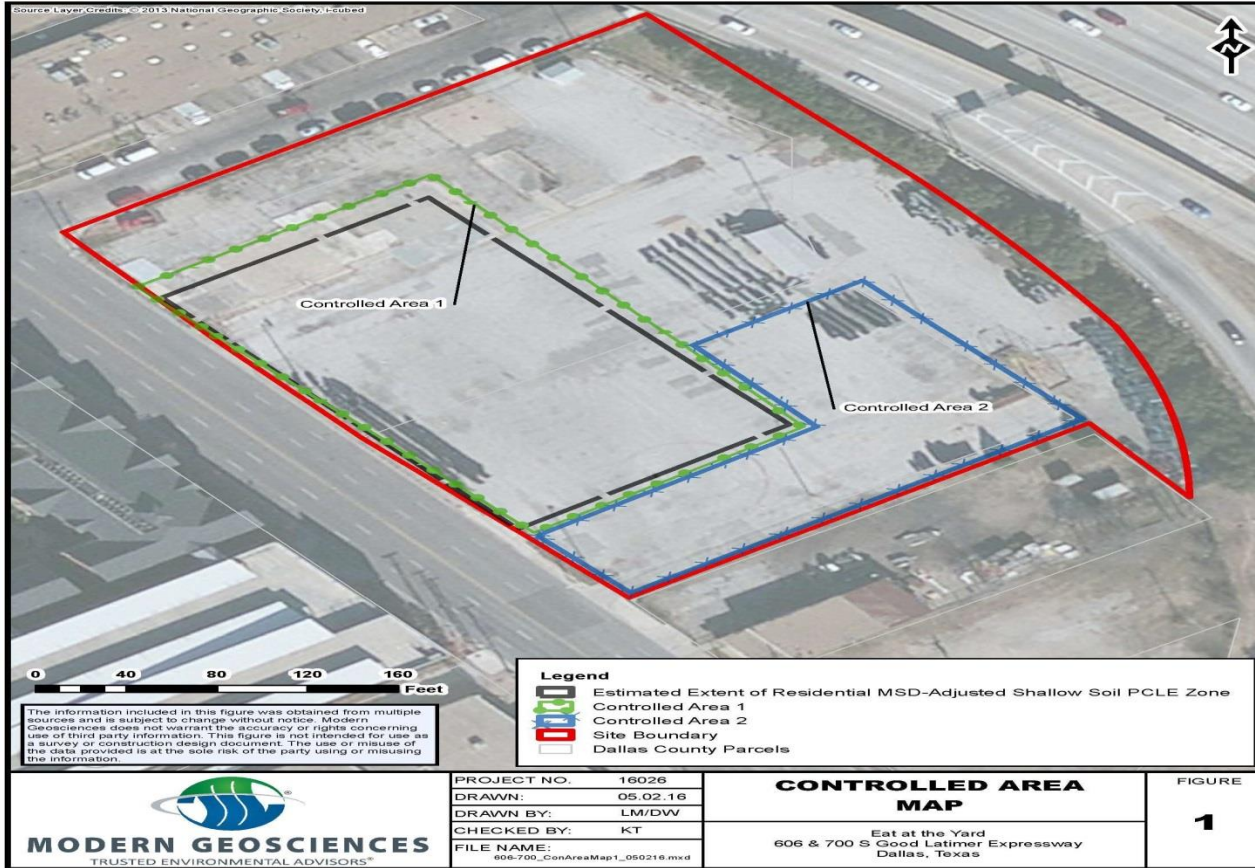 Source Layer Credits: © 2013 National Geographic Society, i-cubed
N
Controlled Area 1
Controlled Area 2
0 40 80 120 160
Feet
The information included in this figure was obtained from multiple
sources and is subject to change without notice. Modern
Geosciences does not warrant the accuracy or rights concerning
use of third party information. This figure is not intended for use as
a survey or construction design document. The use or misuse of
the data provided is at the sole risk of the party using or misusing
the information.
Legend
Estimated Extent of Residential MSD-Adjusted Shallow Soil PCLE Zone
Controlled Area 1
Controlled Area 2
Site Boundary
Dallas County Parcels
MODERN GEOSCIENCES
TRUSTED ENVIRONMENTAL ADVISORS®
PROJECT NO. 16026
DRAWN: 05.02.16
DRAWN BY: LM/DW
CHECKED BY: KT
FILE NAME:
606-700_ConAreaMap1_050216.mxd
CONTROLLED AREA
MAP
Eat at the Yard
606 & 700 S Good Latimer Expressway
Dallas, Texas
FIGURE
1